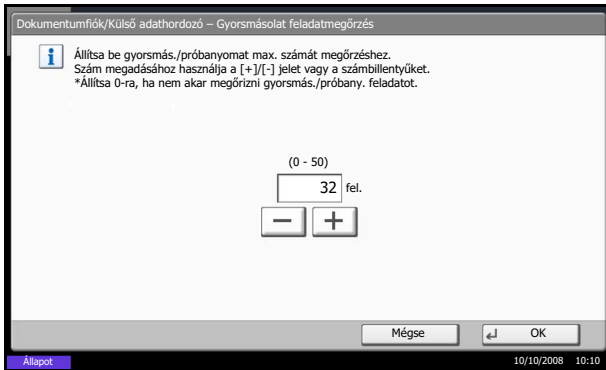 Dokumentumfiók/Külső adathordozó – Gyorsmásolat feladatmegőrzés
Állítsa be gyorsmás./próbanyomat max. számát megőrzéshez.
Szám megadásához használja a [+]/[-] jelet vagy a számbillentyűket.
*Állítsa 0-ra, ha nem akar megőrizni gyorsmás./próbany. feladatot.
(0 - 50)
32 fel.
− +
Mégse OK
Állapot 10/10/2008 10:10